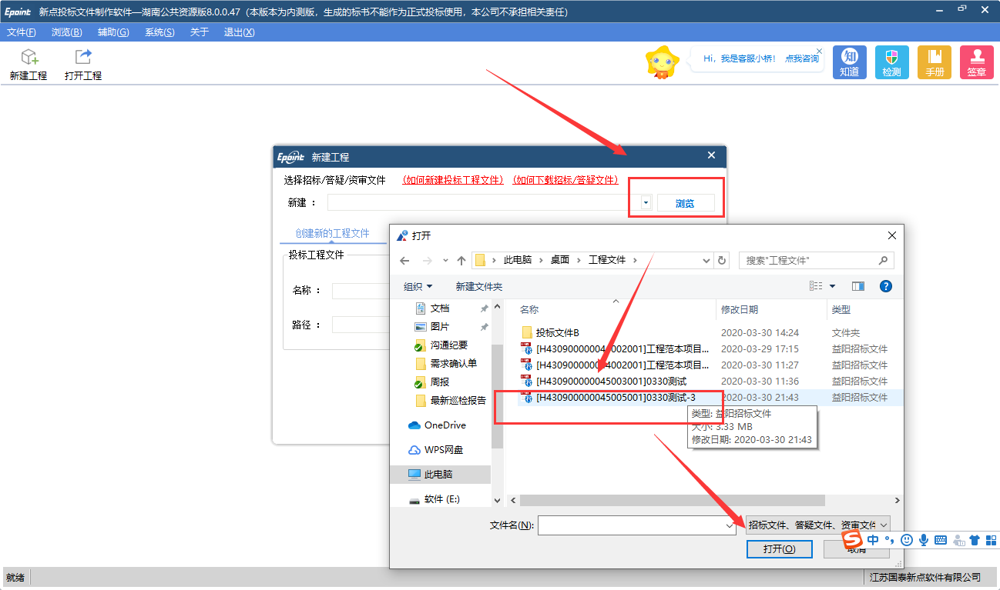 Epoint 新点投标文件制作软件—湖南公共资源版8.0.0.47（本版本为内测版，生成的标书不能作为正式投标使用，本公司不承担相关责任）
文件(F) 浏览(B) 辅助(G) 系统(S) 关于 退出(X)
新建工程 打开工程
Hi，我是客服小桥！ 点我咨询
知 知道 检测 手册 签章
Epoint 新建工程
选择招标/答疑/资审文件 (如何新建投标工程文件) (如何下载招标/答疑文件)
新建 ： 浏览
创建新的工程文件
投标工程文件
名称 ：
路径 ：
打开
此电脑 › 桌面 › 工程文件 ›
搜索"工程文件"
组织 新建文件夹
文档
图片
沟通纪要
需求确认单
周报
最新巡检报告
OneDrive
WPS网盘
此电脑
软件 (E:)
名称 修改日期 类型
投标文件B 2020-03-30 14:24 文件夹
2020-03-29 17:15 益阳招标文件
2020-03-30 11:27 益阳招标文件
[H430900000045003001]0330测试 2020-03-30 11:36 益阳招标文件
[H430900000045005001]0330测试-3 2020-03-30 21:43 益阳招标文件
类型: 益阳招标文件
大小: 3.33 MB
修改日期: 2020-03-30 21:43
文件名(N): 招标文件、答疑文件、资审文件
打开(O) 取消
中
就绪 江苏国泰新点软件有限公司